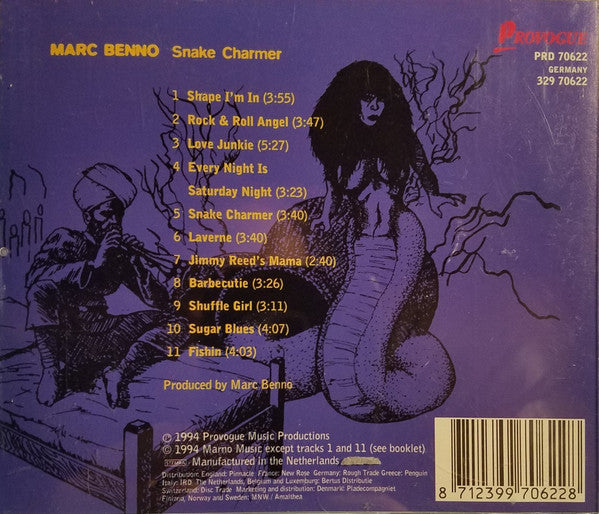 MARC BENNO Snake Charmer
PROVOGUE
PRD 70622
GERMANY
329 70622
1 Shape I'm In (3:55)
2 Rock & Roll Angel (3:47)
3 Love Junkie (5:27)
4 Every Night Is
Saturday Night (3:23)
5 Snake Charmer (3:40)
6 Laverne (3:40)
7 Jimmy Reed's Mama (2:40)
8 Barbecutie (3:26)
9 Shuffle Girl (3:11)
10 Sugar Blues (4:07)
11 Fishin (4:03)
Produced by Marc Benno
℗ 1994 Provogue Music Productions
© 1994 Marno Music except tracks 1 and 11 (see booklet)
Manufactured in the Netherlands
Distribution: England: Pinnacle France: New Rose Germany: Rough Trade Greece: Penguin
Italy: IRD The Netherlands, Belgium and Luxembourg: Bertus Distributie
Switzerland: Disc Trade Marketing and distribution: Denmark: Pladecompagniet
Finland, Norway and Sweden: MNW / Amalthea
8 712399 706228